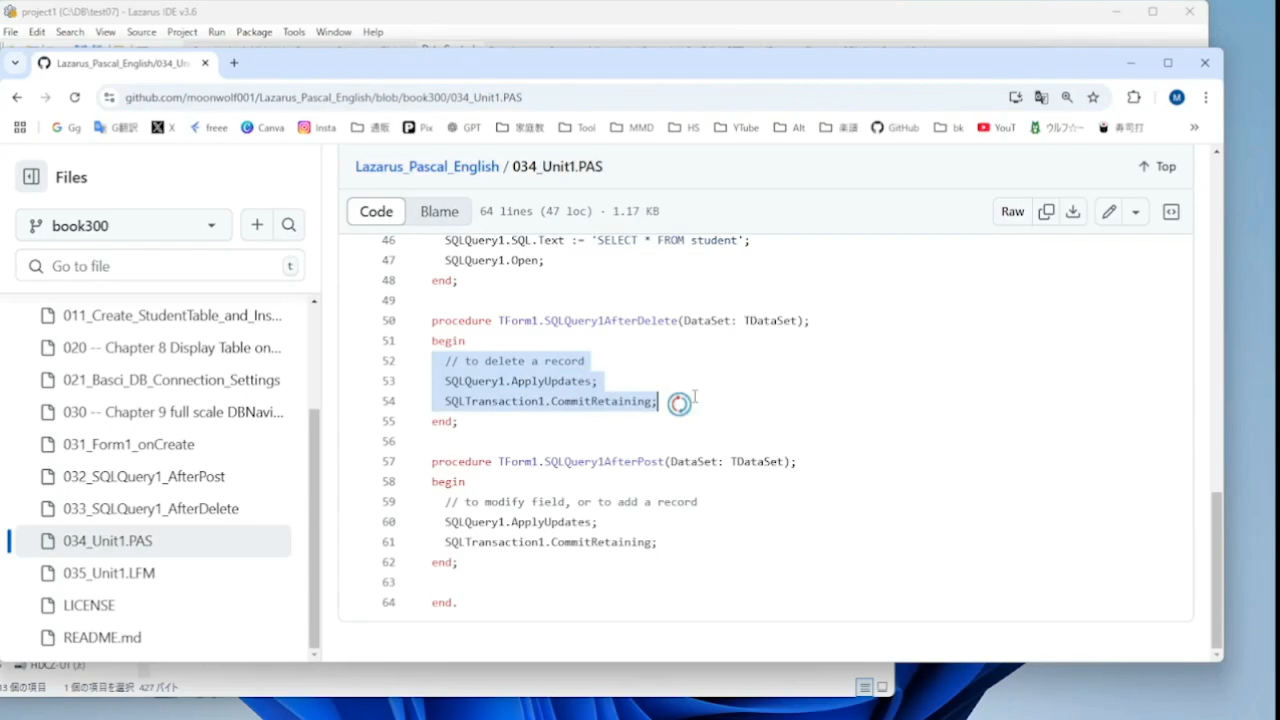 project1 (C:\DB\test07) - Lazarus IDE v3.6
File Edit Search View Source Project Run Package Tools Window Help
Lazarus_Pascal_English/034_Uni
github.com/moonwolf001/Lazarus_Pascal_English/blob/book300/034_Unit1.PAS
Gg G翻訳 X freee Canva Insta 通販 Pix GPT 家庭教 Tool MMD HS YTube Alt 楽譜 GitHub bk YouT ウルフ☆ー 寿司打
Files
Lazarus_Pascal_English / 034_Unit1.PAS
Top
book300
Code Blame 64 lines (47 loc) · 1.17 KB Raw
Go to file t
46 SQLQuery1.SQL.Text := 'SELECT * FROM student';
47 SQLQuery1.Open;
48 end;
49
50 procedure TForm1.SQLQuery1AfterDelete(DataSet: TDataSet);
51 begin
52 // to delete a record
53 SQLQuery1.ApplyUpdates;
54 SQLTransaction1.CommitRetaining;
55 end;
56
57 procedure TForm1.SQLQuery1AfterPost(DataSet: TDataSet);
58 begin
59 // to modify field, or to add a record
60 SQLQuery1.ApplyUpdates;
61 SQLTransaction1.CommitRetaining;
62 end;
63
64 end.
011_Create_StudentTable_and_Ins...
020 -- Chapter 8 Display Table on...
021_Basci_DB_Connection_Settings
030 -- Chapter 9 full scale DBNavi...
031_Form1_onCreate
032_SQLQuery1_AfterPost
033_SQLQuery1_AfterDelete
034_Unit1.PAS
035_Unit1.LFM
LICENSE
README.md
13 個の項目 1 個の項目を選択 427 バイト